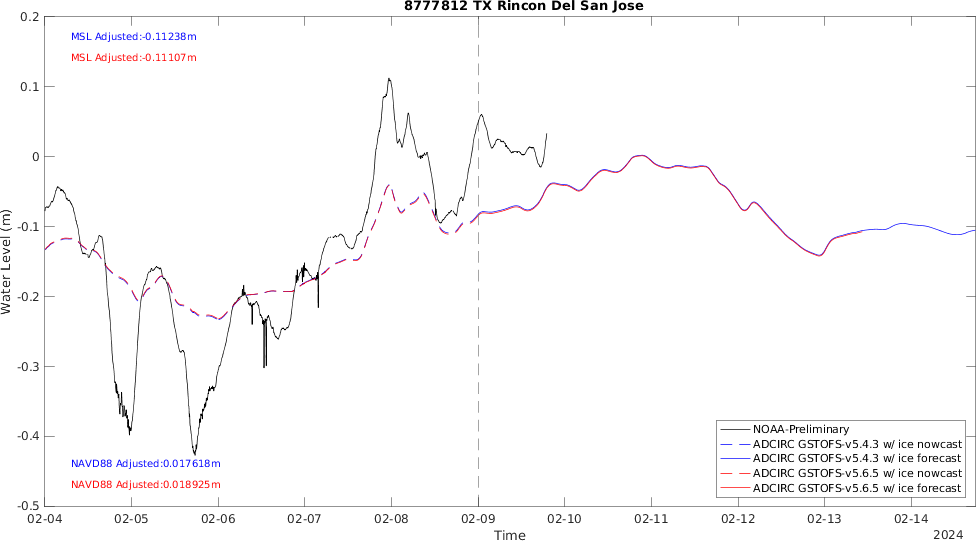 8777812 TX Rincon Del San Jose
MSL Adjusted:-0.11238m
MSL Adjusted:-0.11107m
0.2
0.1
0
-0.1
-0.2
-0.3
-0.4
-0.5
Water Level (m)
NAVD88 Adjusted:0.017618m
NAVD88 Adjusted:0.018925m
NOAA-Preliminary
ADCIRC GSTOFS-v5.4.3 w/ ice nowcast
ADCIRC GSTOFS-v5.4.3 w/ ice forecast
ADCIRC GSTOFS-v5.6.5 w/ ice nowcast
ADCIRC GSTOFS-v5.6.5 w/ ice forecast
02-04 02-05 02-06 02-07 02-08 02-09 02-10 02-11 02-12 02-13 02-14
Time
2024